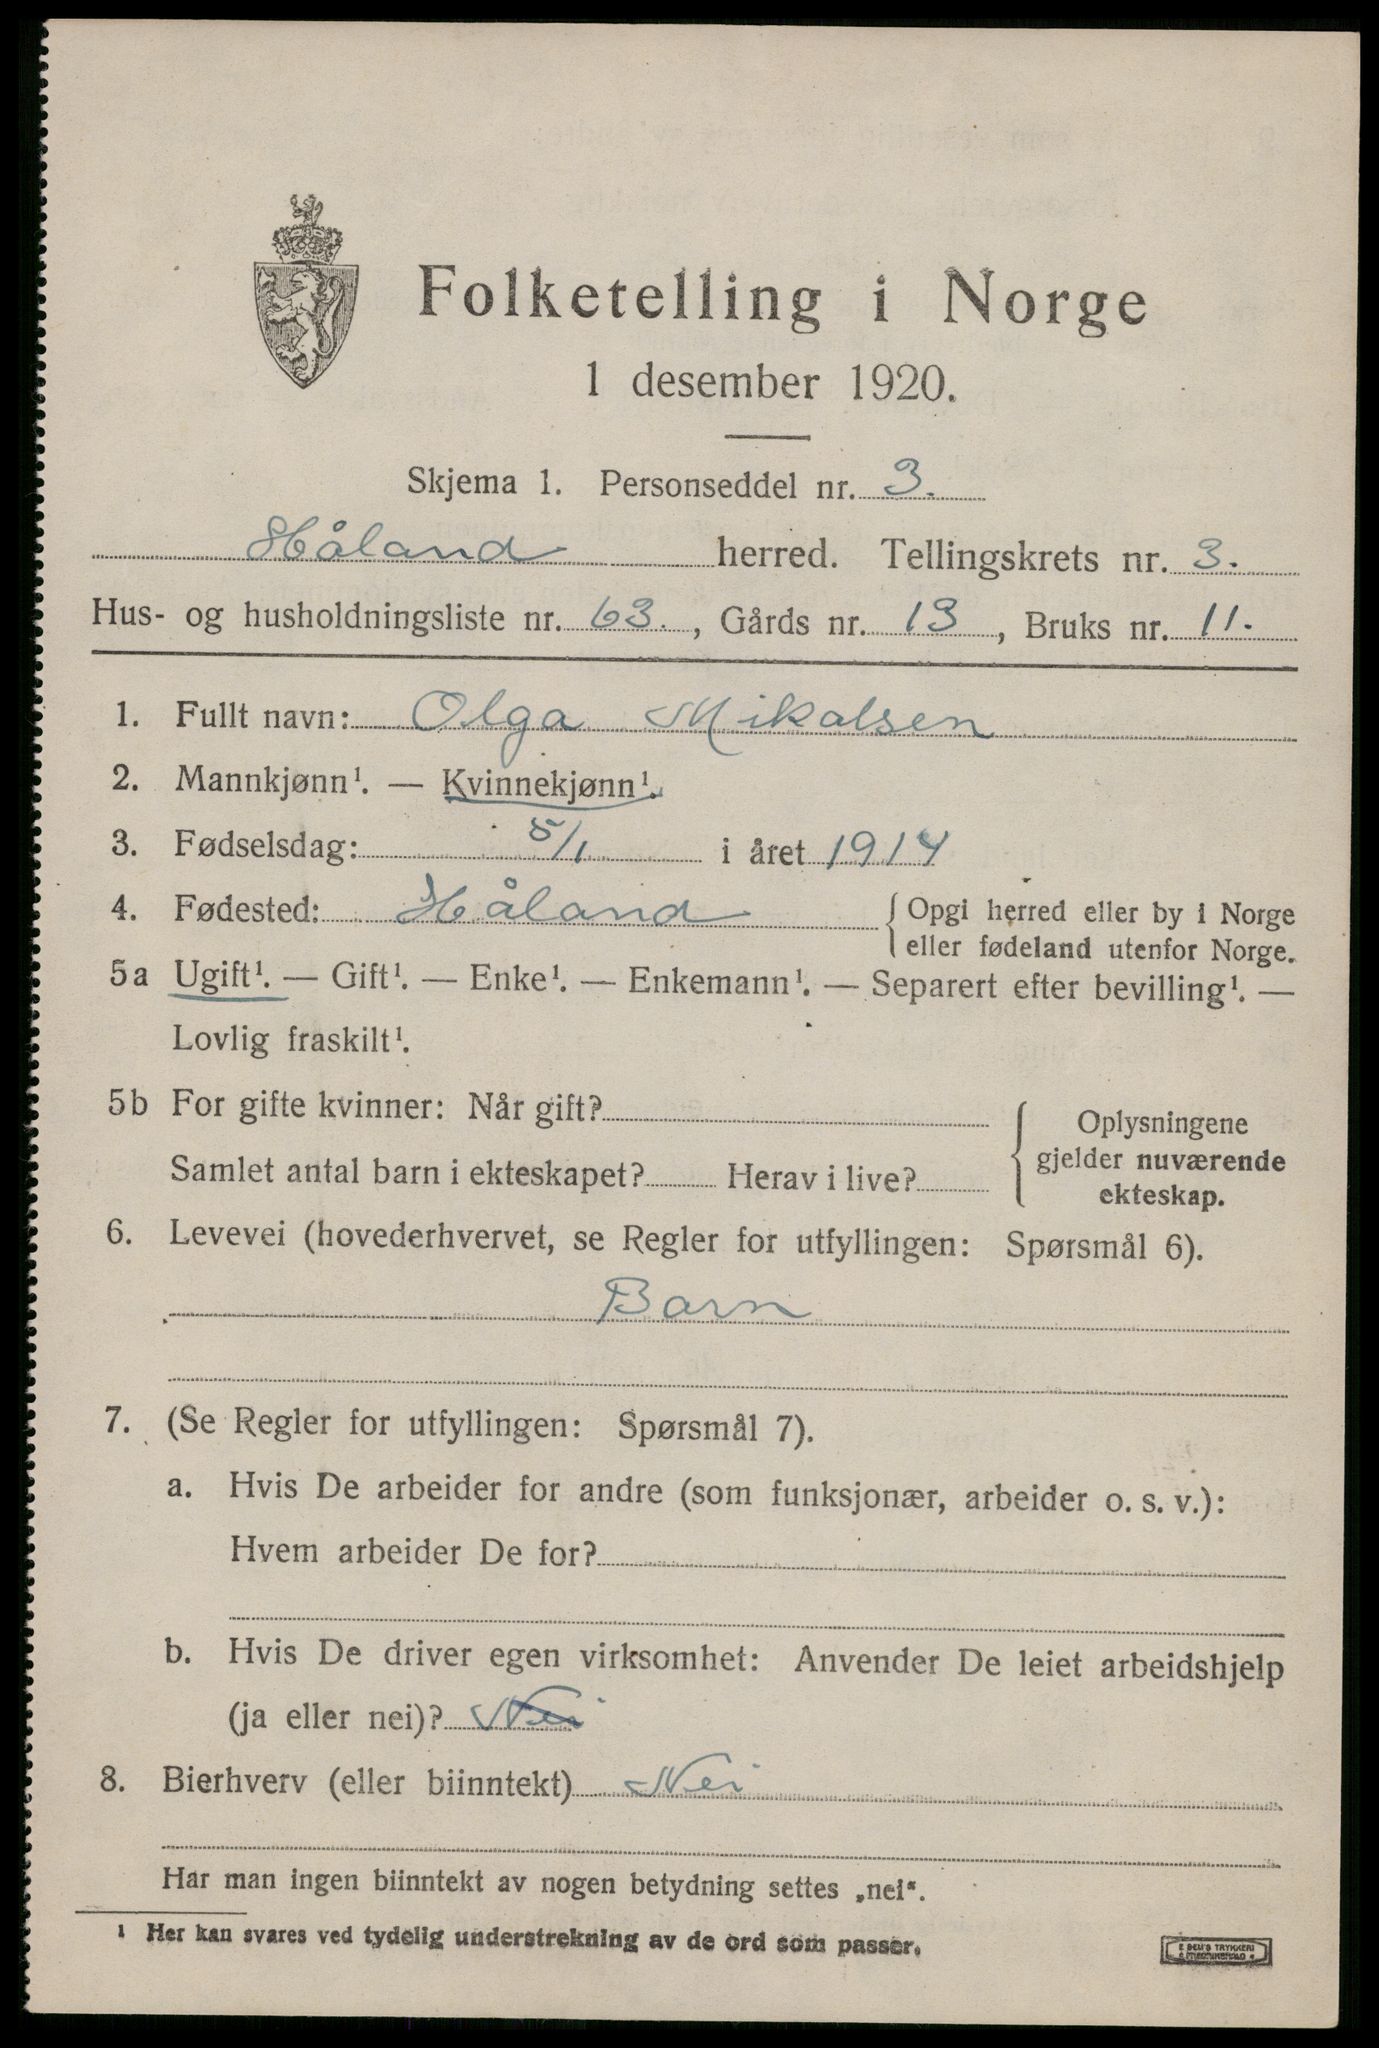 Folketelling i Norge
1 desember 1920.
Skjema 1. Personseddel nr. 3.
Håland herred. Tellingskrets nr. 3.
Hus- og husholdningsliste nr. 63., Gårds nr. 13, Bruks nr. 11.
1. Fullt navn: Olga Mikalsen
2. Mannkjønn¹. — Kvinnekjønn¹.
3. Fødselsdag: 5/1 i året 1914
4. Fødested: Håland { Opgi herred eller by i Norge
eller fødeland utenfor Norge.
5a Ugift¹. — Gift¹. — Enke¹. — Enkemann¹. — Separert efter bevilling¹. —
Lovlig fraskilt¹.
5b For gifte kvinner: Når gift?
Samlet antal barn i ekteskapet? Herav i live?
Oplysningene
gjelder nuværende
ekteskap.
6. Levevei (hovederhvervet, se Regler for utfyllingen: Spørsmål 6).
Barn
7. (Se Regler for utfyllingen: Spørsmål 7).
a. Hvis De arbeider for andre (som funksjonær, arbeider o. s. v.):
Hvem arbeider De for?
b. Hvis De driver egen virksomhet: Anvender De leiet arbeidshjelp
(ja eller nei)? Nei
8. Bierhverv (eller biinntekt) Nei
Har man ingen biinntekt av nogen betydning settes „nei“.
¹ Her kan svares ved tydelig understrekning av de ord som passer.
E SEM'S TRYKKERI